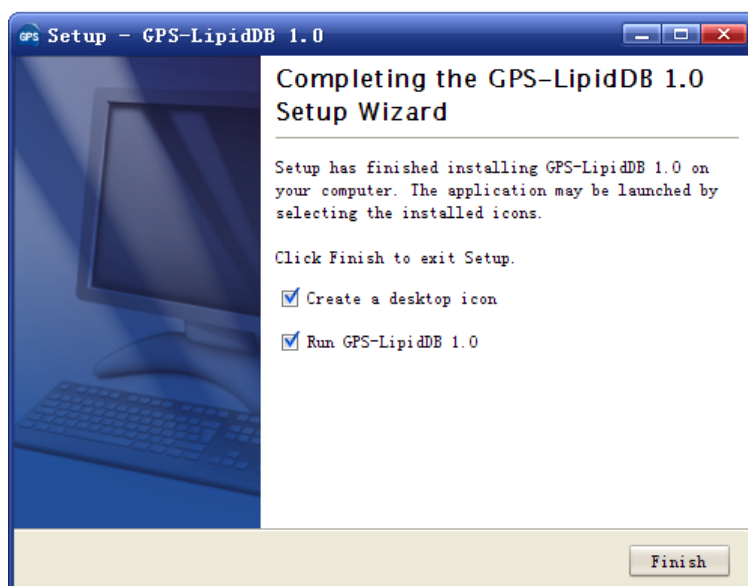 GPS Setup - GPS-LipidDB 1.0
Completing the GPS-LipidDB 1.0
Setup Wizard
Setup has finished installing GPS-LipidDB 1.0 on
your computer. The application may be launched by
selecting the installed icons.
Click Finish to exit Setup.
Create a desktop icon
Run GPS-LipidDB 1.0
Finish